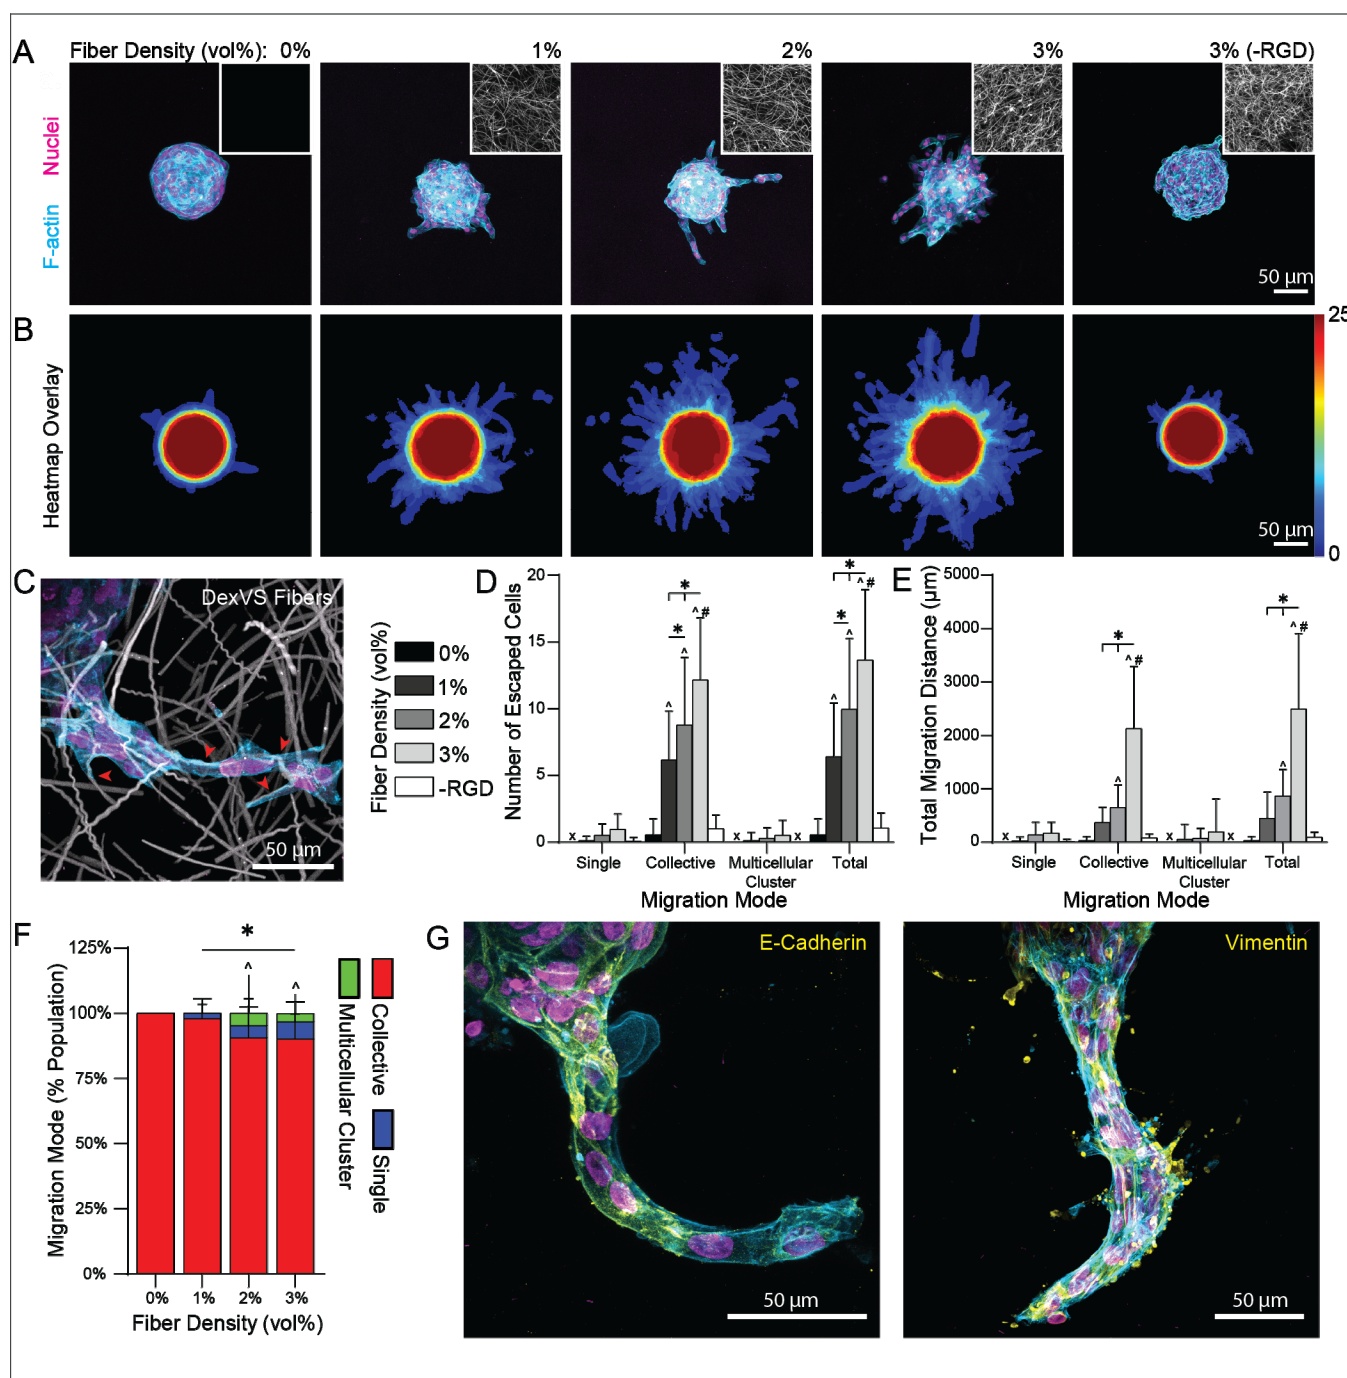 A
Fiber Density (vol%): 0%
1%
2%
3%
3% (-RGD)
F-actin Nuclei
50 µm
B
Heatmap Overlay
25
0
50 µm
C
DexVS Fibers
50 µm
Fiber Density (vol%)
0%
1%
2%
3%
-RGD
D
Number of Escaped Cells
20
15
10
5
0
x
^
*
^
*
^#
x
x
^
*
^
*
^#
Single
Collective
Multicellular
Cluster
Total
Migration Mode
E
Total Migration Distance (µm)
5000
4000
3000
2000
1000
0
x
^
*
^#
x
x
^
*
^#
Single
Collective
Multicellular
Cluster
Total
Migration Mode
F
Migration Mode (% Population)
125%
100%
75%
50%
25%
0%
*
^
^
0%
1%
2%
3%
Fiber Density (vol%)
Collective
Multicellular Cluster
Single
G
E-Cadherin
50 µm
Vimentin
50 µm